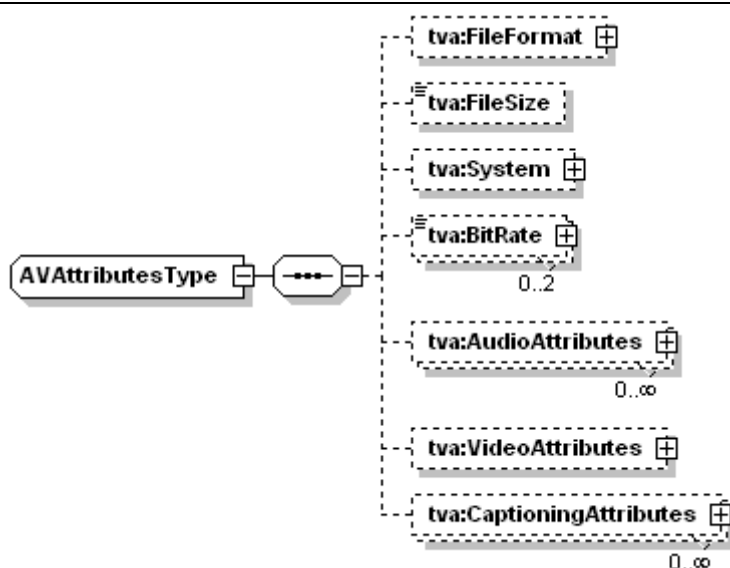 tva:FileFormat
tva:FileSize
tva:System
tva:BitRate
0..2
AVAttributesType
tva:AudioAttributes
0..∞
tva:VideoAttributes
tva:CaptioningAttributes
0..∞